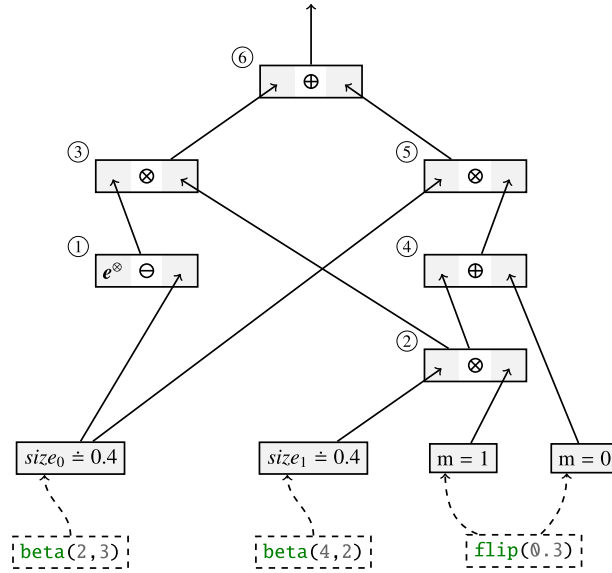 ⑥ ⊕
③ ⊗ ⑤ ⊗
① e^⊗ ⊖ ④ ⊕
② ⊗
size₀ ≐ 0.4 size₁ ≐ 0.4 m = 1 m = 0
beta(2,3) beta(4,2) flip(0.3)